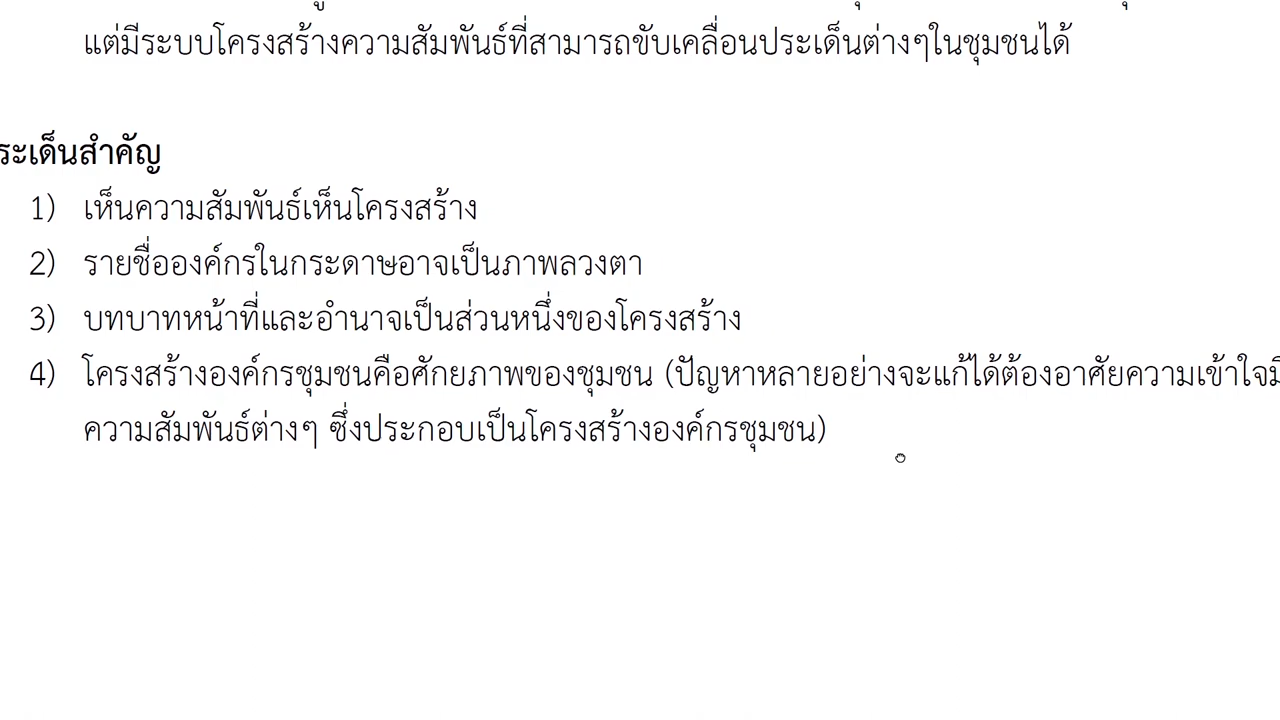 แต่มีระบบโครงสร้างความสัมพันธ์ที่สามารถขับเคลื่อนประเด็นต่างๆในชุมชนได้
ระเด็นสำคัญ
1) เห็นความสัมพันธ์เห็นโครงสร้าง
2) รายชื่อองค์กรในกระดาษอาจเป็นภาพลวงตา
3) บทบาทหน้าที่และอำนาจเป็นส่วนหนึ่งของโครงสร้าง
4) โครงสร้างองค์กรชุมชนคือศักยภาพของชุมชน (ปัญหาหลายอย่างจะแก้ได้ต้องอาศัยความเข้าใจมิ
ความสัมพันธ์ต่างๆ ซึ่งประกอบเป็นโครงสร้างองค์กรชุมชน)